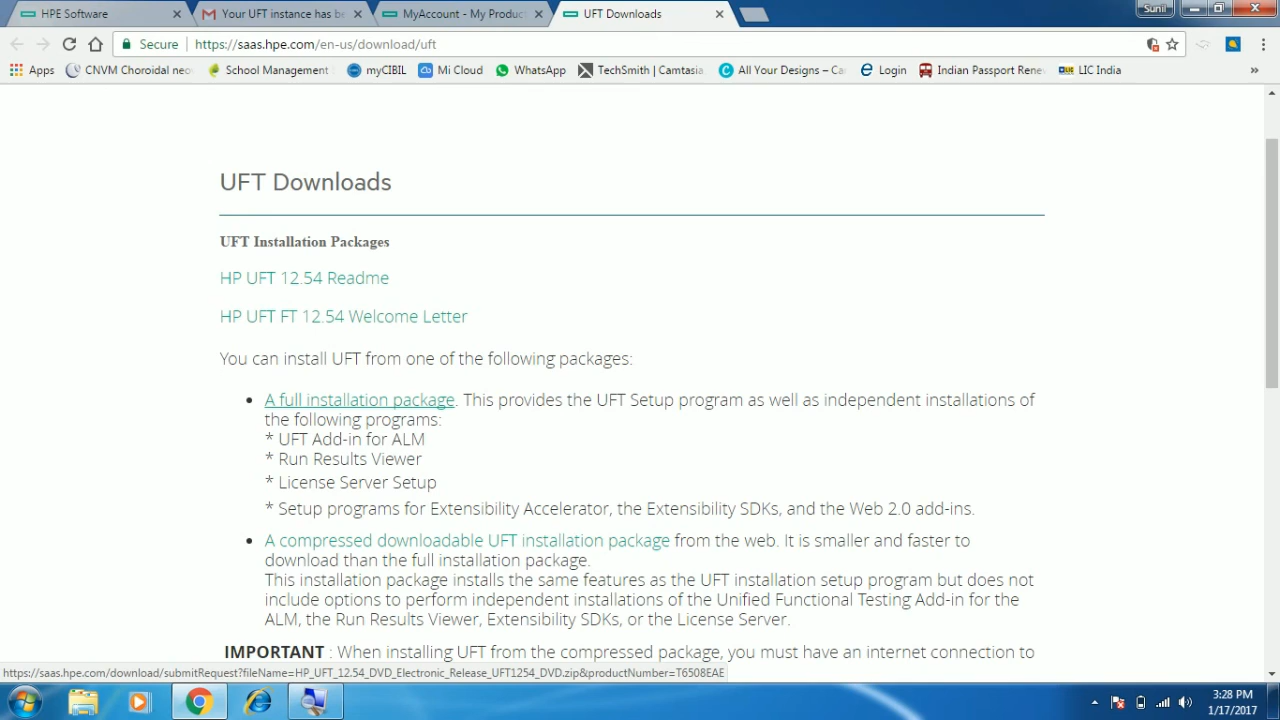 HPE Software
Your UFT instance has be
MyAccount - My Produc
UFT Downloads
Sunil
Secure
https://saas.hpe.com/en-us/download/uft
Apps
CNVM Choroidal neo
School Management
myCIBIL
Mi Cloud
WhatsApp
TechSmith | Camtasia
All Your Designs – Ca
Login
Indian Passport Rene
LIC India
»
UFT Downloads
UFT Installation Packages
HP UFT 12.54 Readme
HP UFT FT 12.54 Welcome Letter
You can install UFT from one of the following packages:
• A full installation package. This provides the UFT Setup program as well as independent installations of
the following programs:
* UFT Add-in for ALM
* Run Results Viewer
* License Server Setup
* Setup programs for Extensibility Accelerator, the Extensibility SDKs, and the Web 2.0 add-ins.
• A compressed downloadable UFT installation package from the web. It is smaller and faster to
download than the full installation package.
This installation package installs the same features as the UFT installation setup program but does not
include options to perform independent installations of the Unified Functional Testing Add-in for the
ALM, the Run Results Viewer, Extensibility SDKs, or the License Server.
IMPORTANT : When installing UFT from the compressed package, you must have an internet connection to
https://saas.hpe.com/download/submitRequest?fileName=HP_UFT_12.54_DVD_Electronic_Release_UFT1254_DVD.zip&productNumber=T6508EAE
3:28 PM
1/17/2017